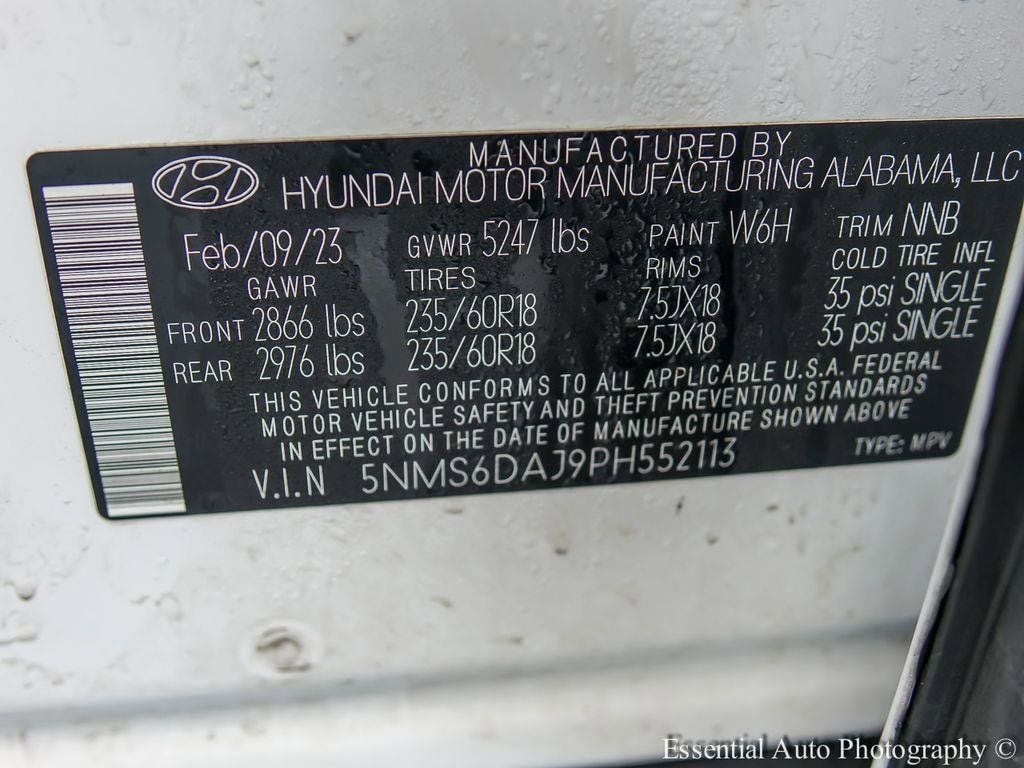 MANUFACTURED BY
HYUNDAI MOTOR MANUFACTURING ALABAMA, LLC
Feb/09/23 GVWR 5247 lbs PAINT W6H TRIM NNB
GAWR TIRES RIMS COLD TIRE INFL
FRONT 2866 lbs 235/60R18 7.5JX18 35 psi SINGLE
REAR 2976 lbs 235/60R18 7.5JX18 35 psi SINGLE
THIS VEHICLE CONFORMS TO ALL APPLICABLE U.S.A. FEDERAL
MOTOR VEHICLE SAFETY AND THEFT PREVENTION STANDARDS
IN EFFECT ON THE DATE OF MANUFACTURE SHOWN ABOVE
V.I.N 5NMS6DAJ9PH552113 TYPE: MPV
Essential Auto Photography ©